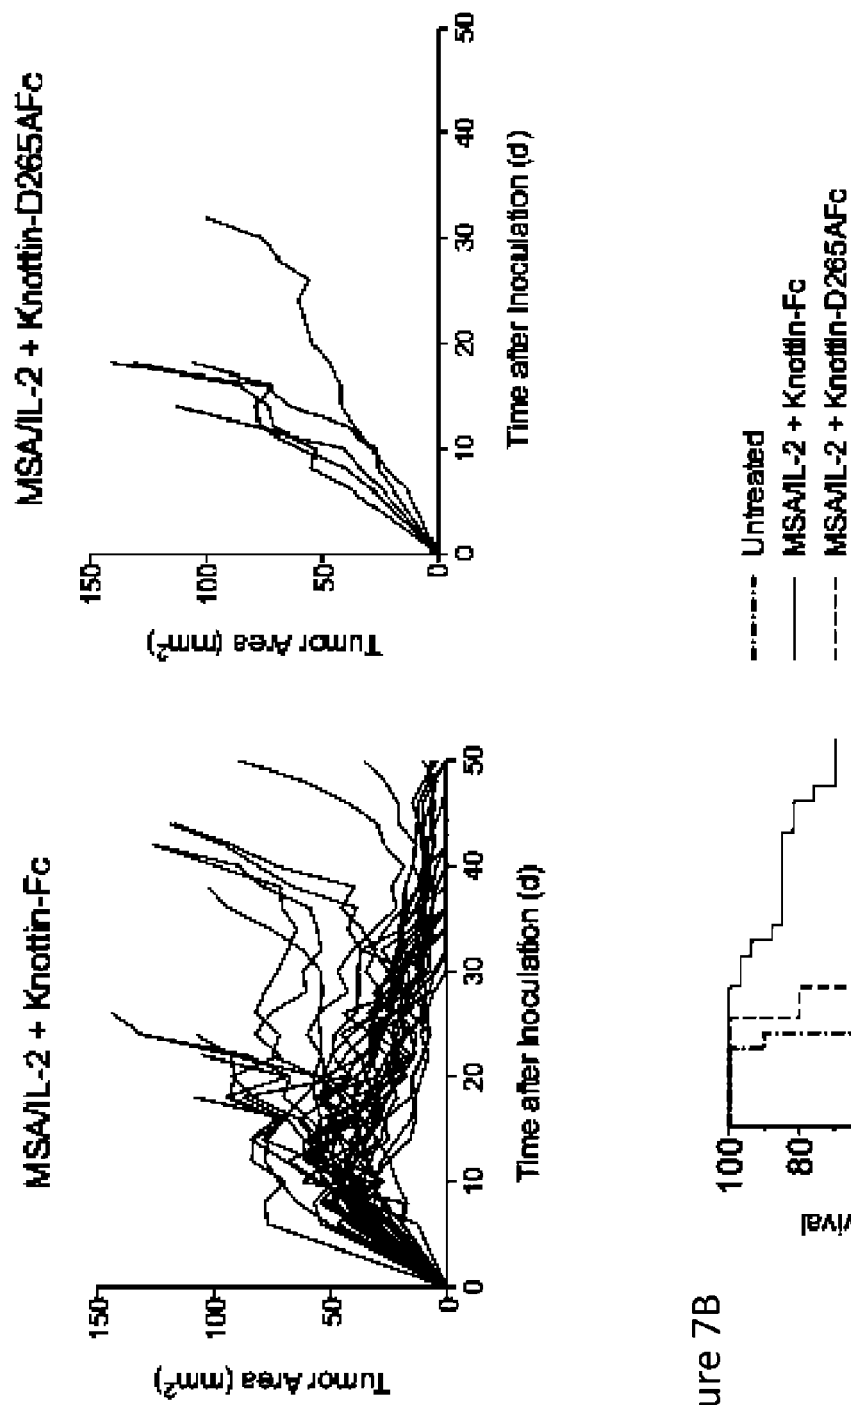 MSA/IL-2 + Knottin-Fc
150
100
50
0
Tumor Area (mm²)
0
10
20
30
40
50
Time after Inoculation (d)
MSA/IL-2 + Knottin-D265AFc
150
100
50
0
Tumor Area (mm²)
0
10
20
30
40
50
Time after Inoculation (d)
ure 7B
100
80
vival
Untreated
MSA/IL-2 + Knottin-Fc
MSA/IL-2 + Knottin-D265AFc